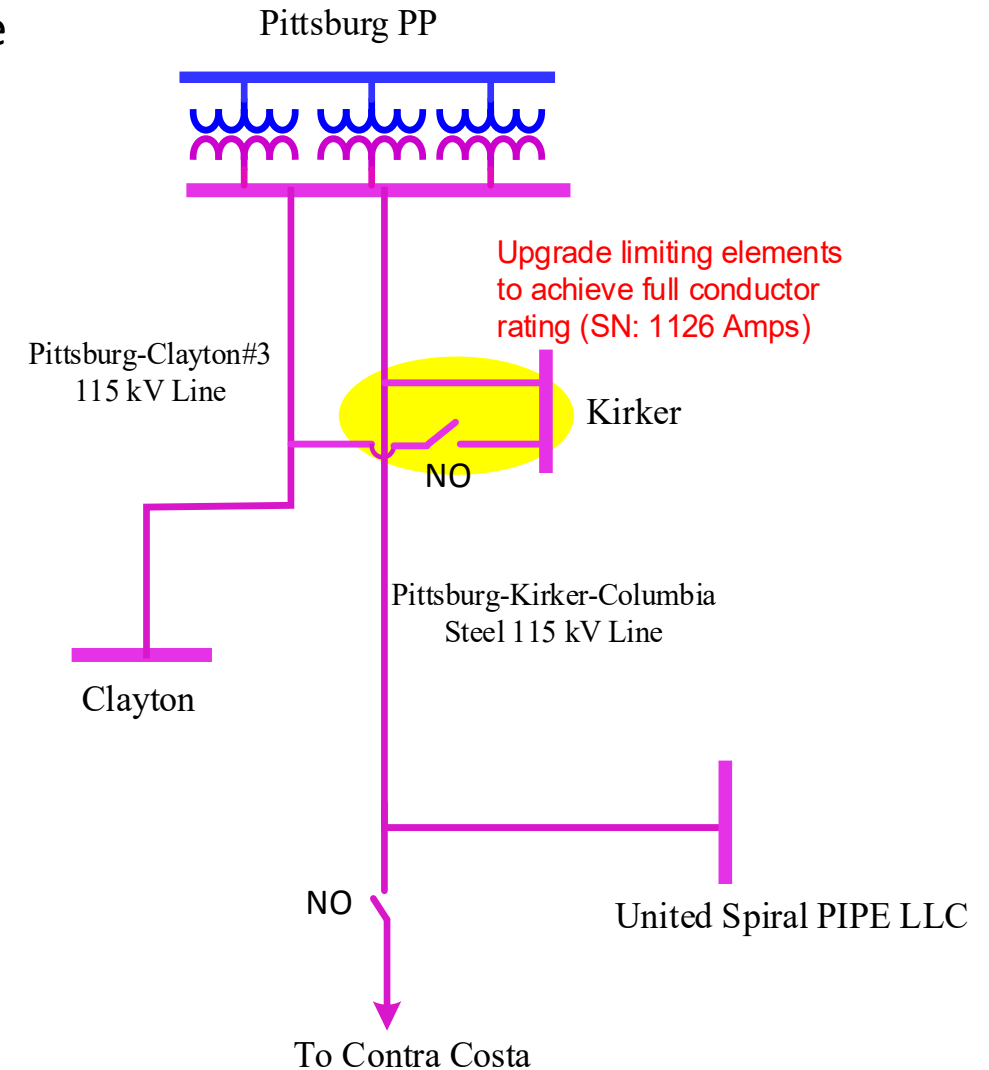 e
Pittsburg PP
Upgrade limiting elements
to achieve full conductor
rating (SN: 1126 Amps)
Pittsburg-Clayton#3
115 kV Line
Kirker
NO
Pittsburg-Kirker-Columbia
Steel 115 kV Line
Clayton
NO
United Spiral PIPE LLC
To Contra Costa